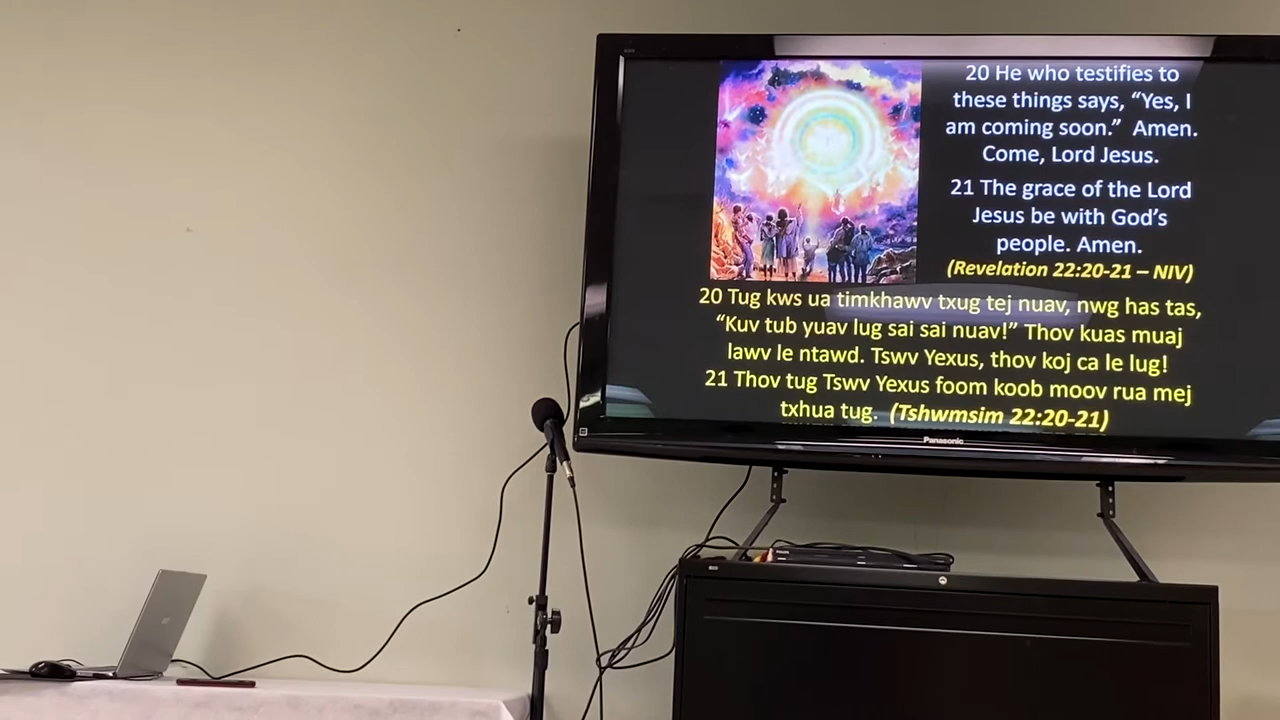 20 He who testifies to
these things says, “Yes, I
am coming soon.” Amen.
Come, Lord Jesus.
21 The grace of the Lord
Jesus be with God’s
people. Amen.
(Revelation 22:20-21 – NIV)
20 Tug kws ua timkhawv txug tej nuav, nwg has tas,
“Kuv tub yuav lug sai sai nuav!” Thov kuas muaj
lawv le ntawd. Tswv Yexus, thov koj ca le lug!
21 Thov tug Tswv Yexus foom koob moov rua mej
txhua tug. (Tshwmsim 22:20-21)
Panasonic